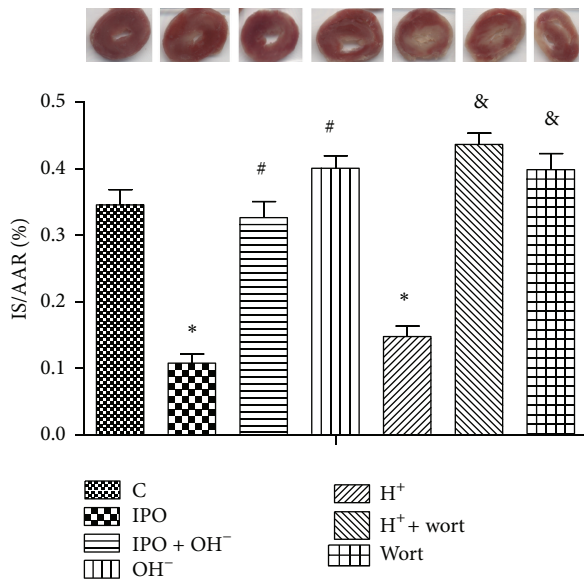 0.5
0.4
0.3
0.2
0.1
0.0
IS/AAR (%)
*
#
#
*
&
&
C
IPO
IPO + OH⁻
OH⁻
H⁺
H⁺ + wort
Wort